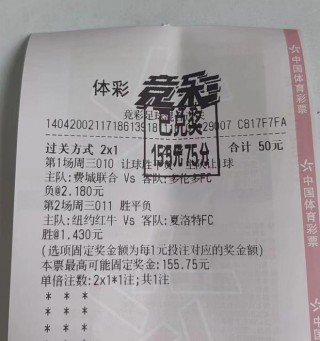 体彩 竞彩
已兑奖
155元75分
竞彩足球
14040200211718661391829007 C817F7FA
过关方式 2x1 合计 50元
第1场周三010 让球胜平负
主队:费城联合 Vs 客队:多伦多FC
负@2.180元
第2场周三011 胜平负
主队:纽约红牛 Vs 客队:夏洛特FC
胜@1.430元
(选项固定奖金额为每1元投注对应的奖金额)
本票最高可能固定奖金:155.75元
单倍注数:2x1*1注;共1注
* * *
* * *
* * *
中国体育彩票
中国体育彩票
中国体育彩票